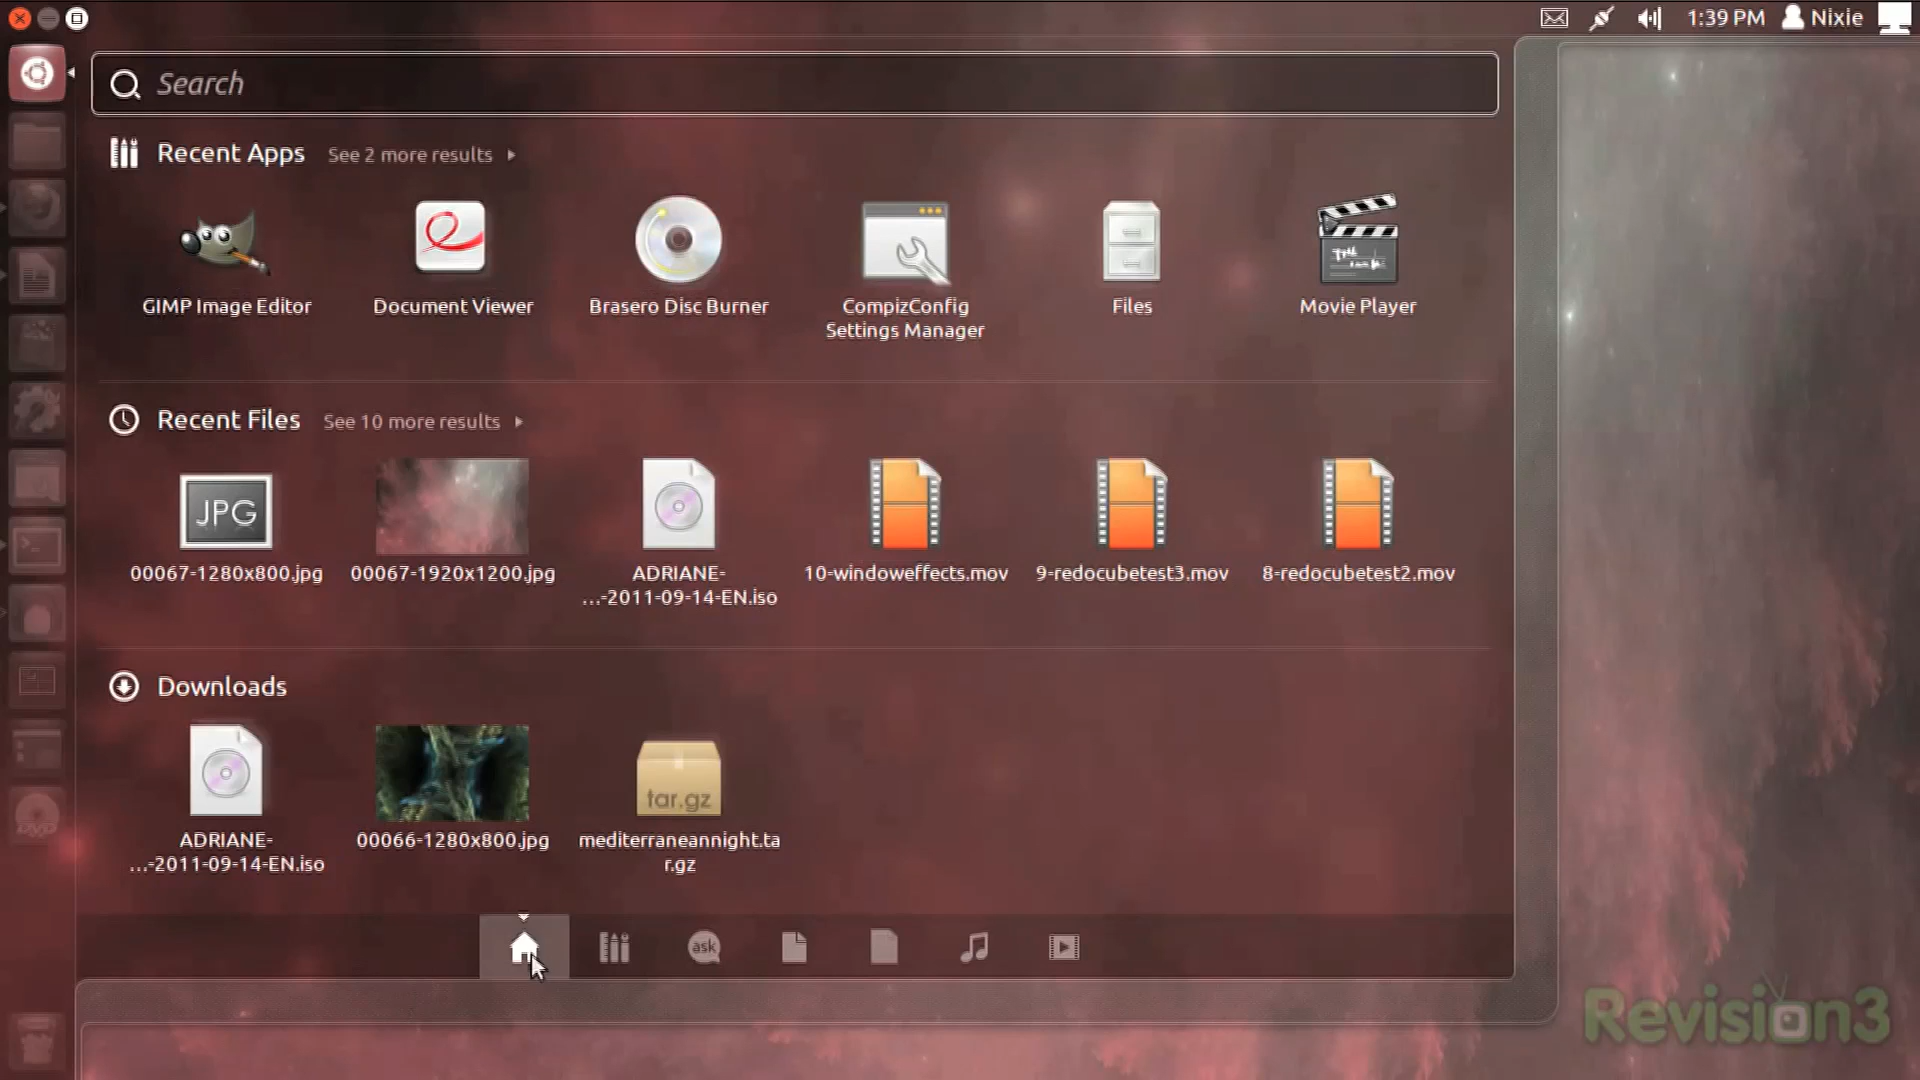 1:39 PM Nixie
Search
Recent Apps See 2 more results
GIMP Image Editor
Document Viewer
Brasero Disc Burner
CompizConfig
Settings Manager
Files
Movie Player
Recent Files See 10 more results
JPG
00067-1280x800.jpg
00067-1920x1200.jpg
ADRIANE-
...-2011-09-14-EN.iso
10-windoweffects.mov
9-redocubetest3.mov
8-redocubetest2.mov
Downloads
ADRIANE-
...-2011-09-14-EN.iso
00066-1280x800.jpg
tar.gz
mediterraneannight.ta
r.gz
ask
DVD
Revision3